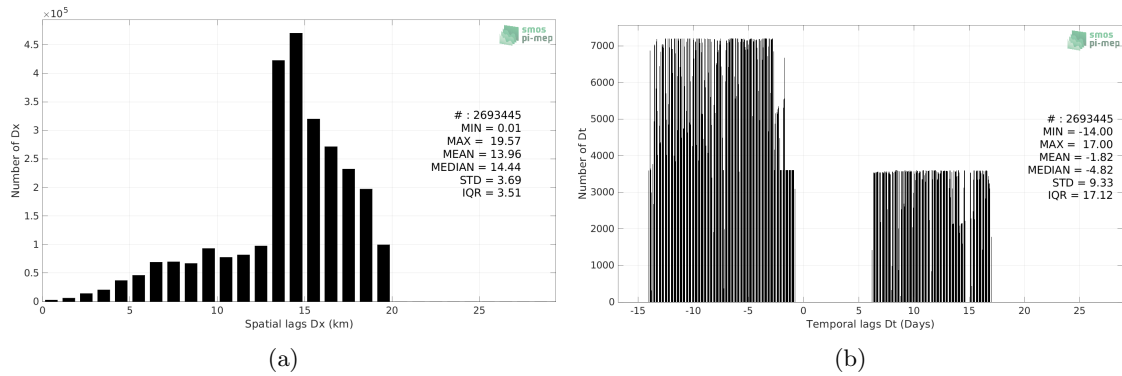 ×10⁵
4.5
4
3.5
3
2.5
2
1.5
1
0.5
0
Number of Dx
0 5 10 15 20 25
Spatial lags Dx (km)
smos
pi-mep
# : 2693445
MIN = 0.01
MAX = 19.57
MEAN = 13.96
MEDIAN = 14.44
STD = 3.69
IQR = 3.51
(a)
7000
6000
5000
4000
3000
2000
1000
0
Number of Dt
-15 -10 -5 0 5 10 15 20 25
Temporal lags Dt (Days)
smos
pi-mep
# : 2693445
MIN = -14.00
MAX = 17.00
MEAN = -1.82
MEDIAN = -4.82
STD = 9.33
IQR = 17.12
(b)